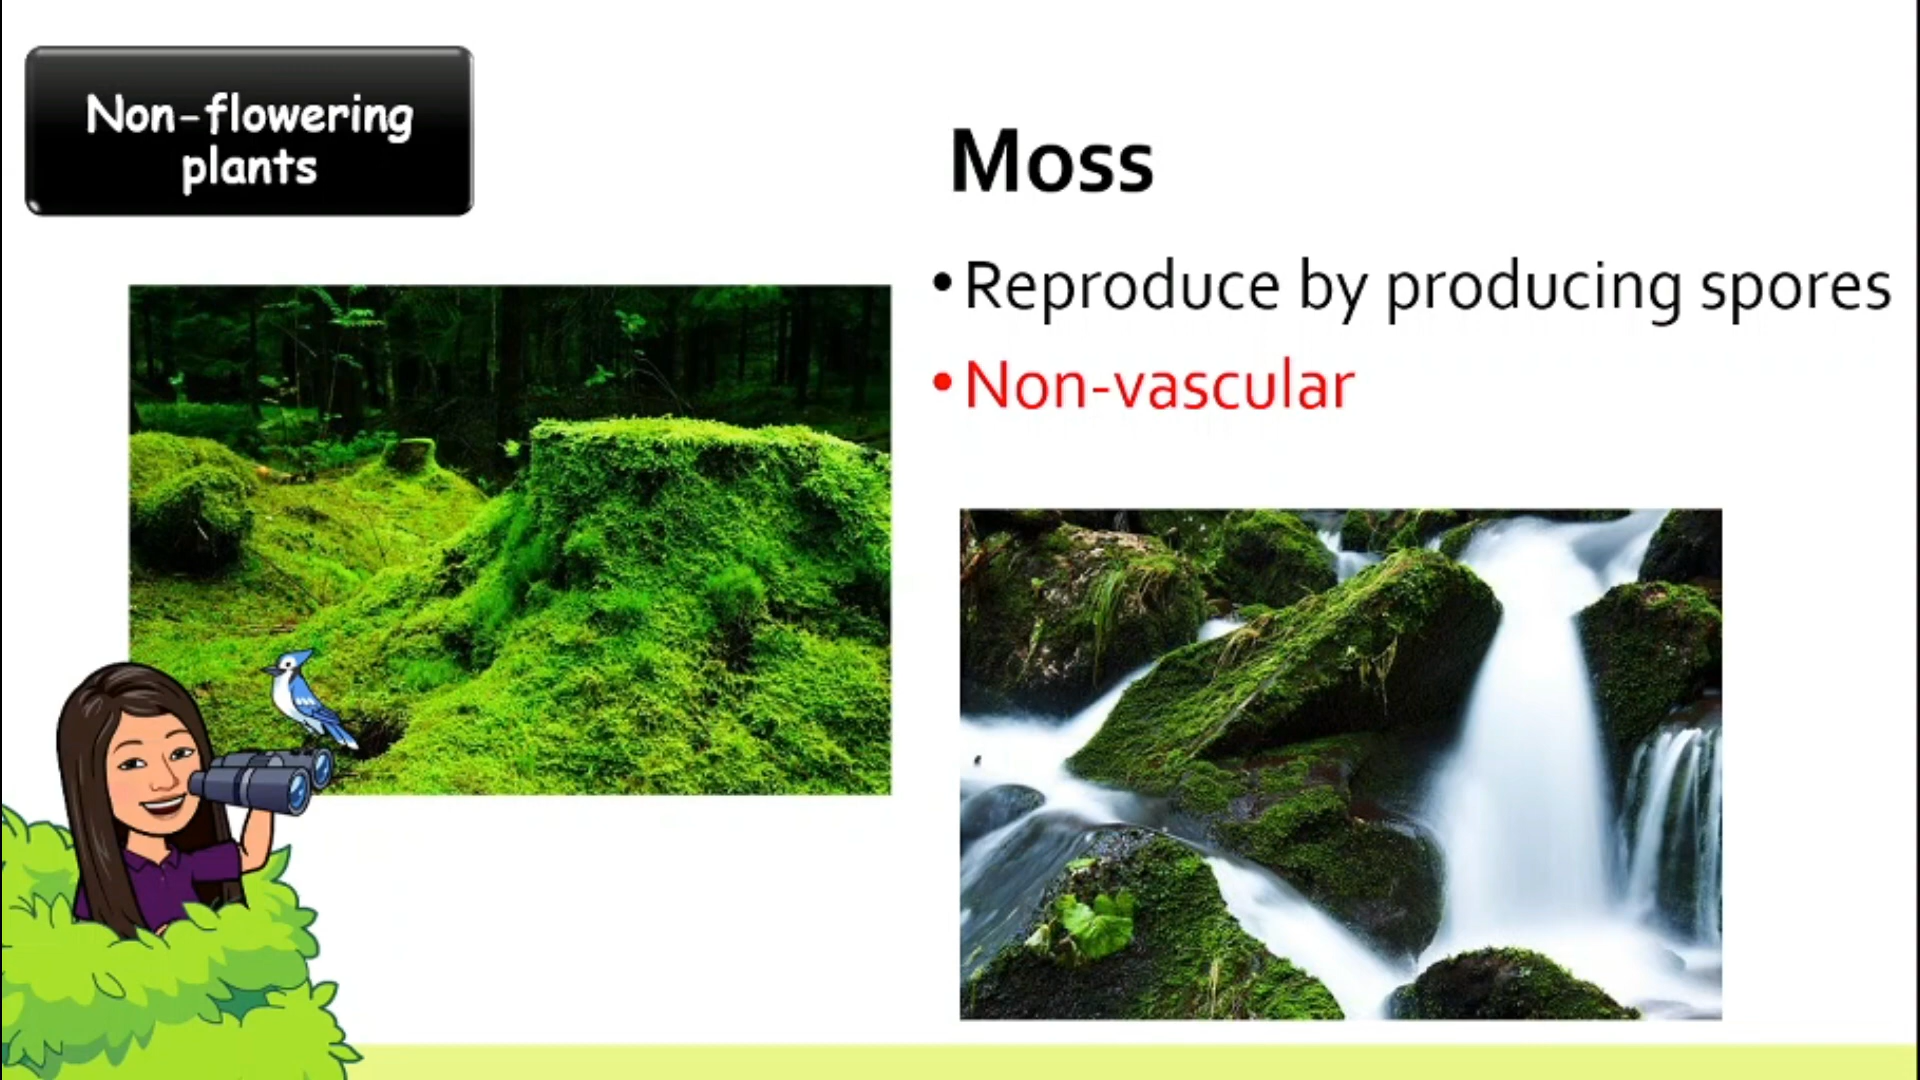 Non-flowering
plants
Moss
• Reproduce by producing spores
• Non-vascular